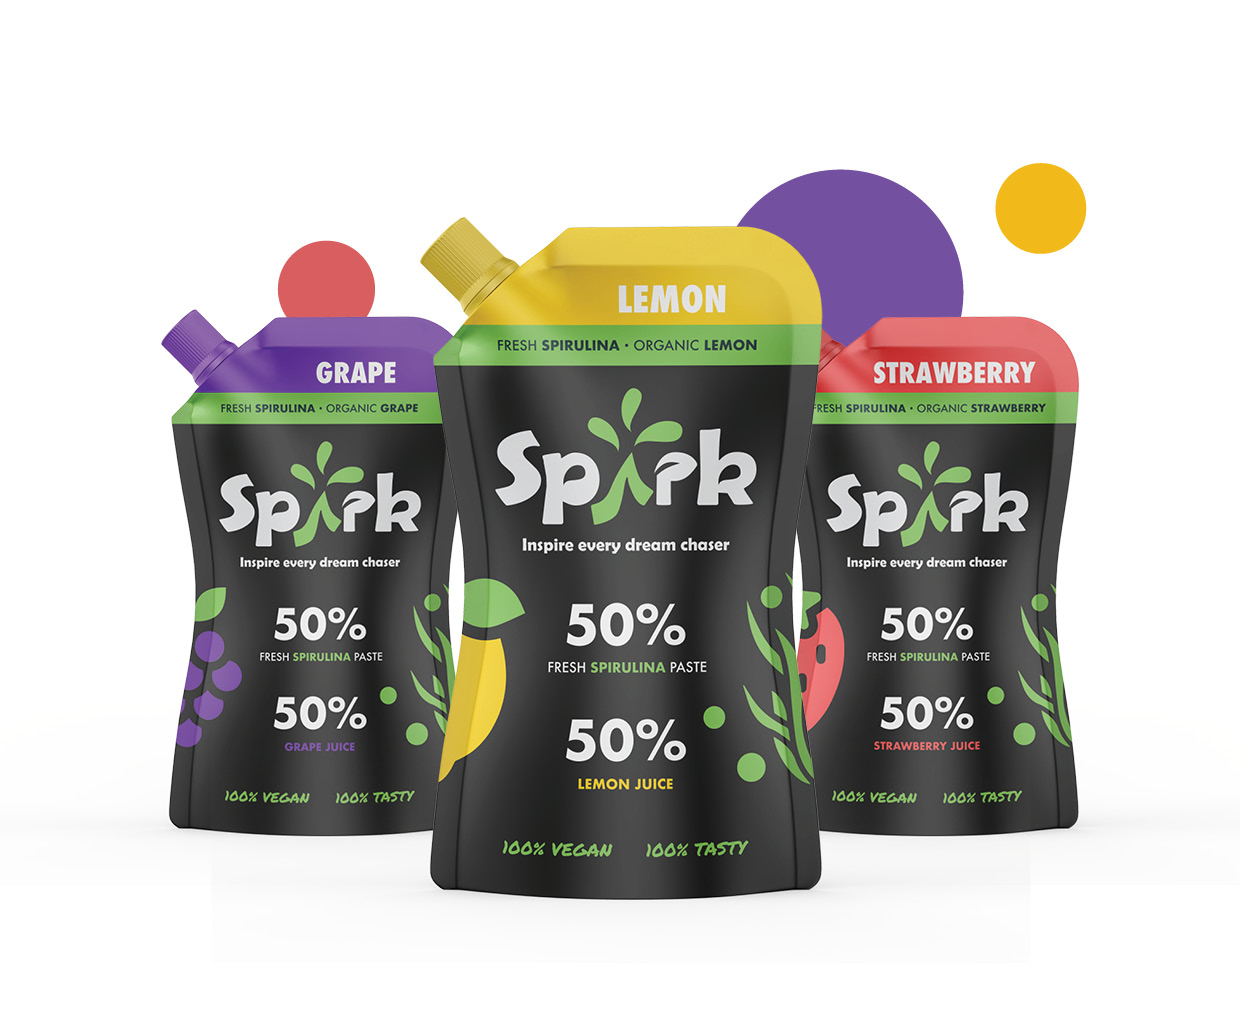 GRAPE
FRESH SPIRULINA • ORGANIC GRAPE
Spark
Inspire every dream chaser
50%
FRESH SPIRULINA PASTE
50%
GRAPE JUICE
100% VEGAN 100% TASTY
LEMON
FRESH SPIRULINA • ORGANIC LEMON
Spark
Inspire every dream chaser
50%
FRESH SPIRULINA PASTE
50%
LEMON JUICE
100% VEGAN 100% TASTY
STRAWBERRY
FRESH SPIRULINA • ORGANIC STRAWBERRY
Spark
Inspire every dream chaser
50%
FRESH SPIRULINA PASTE
50%
STRAWBERRY JUICE
100% VEGAN 100% TASTY